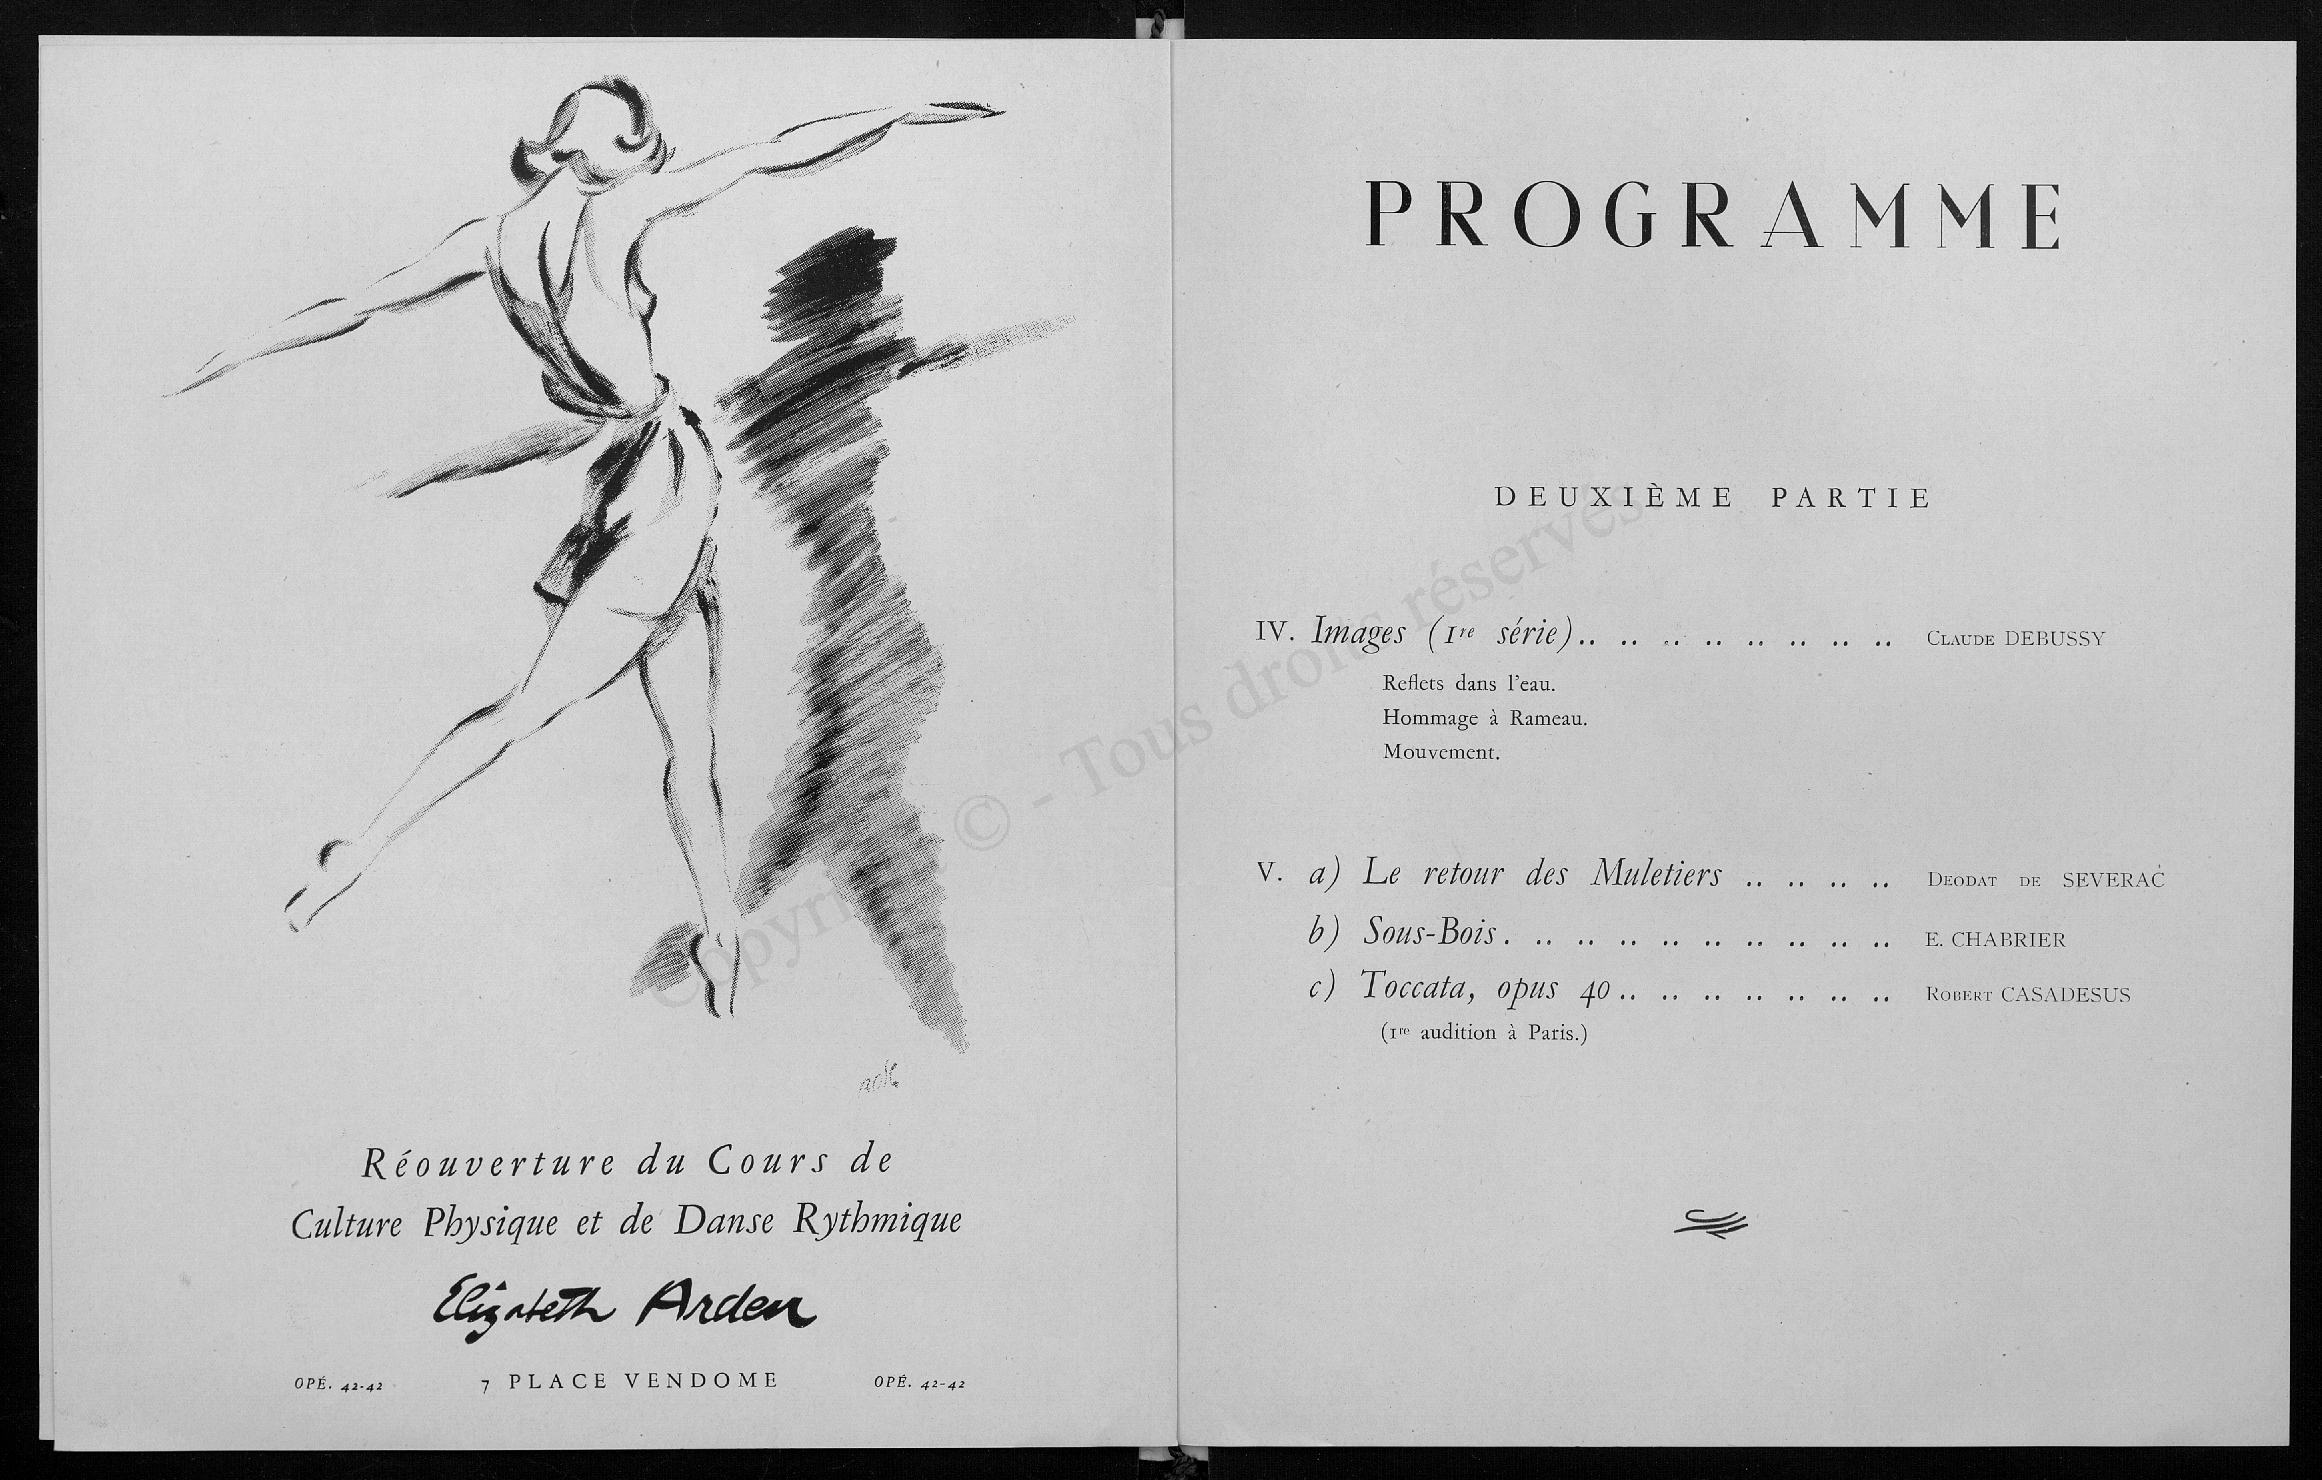 Réouverture du Cours de
Culture Physique et de Danse Rythmique
Elizabeth Arden
OPÉ. 42-42 7 PLACE VENDOME OPÉ. 42-42
PROGRAMME
DEUXIÈME PARTIE
IV. Images (1re série).. .. .. .. .. .. .. .. Claude DEBUSSY
Reflets dans l'eau.
Hommage à Rameau.
Mouvement.
V. a) Le retour des Muletiers .. .. .. .. Deodat de SEVERAC
b) Sous-Bois. .. .. .. .. .. .. .. .. .. E. CHABRIER
c) Toccata, opus 40.. .. .. .. .. .. .. Robert CASADESUS
(1re audition à Paris.)
Copyright © - Tous droits réservés